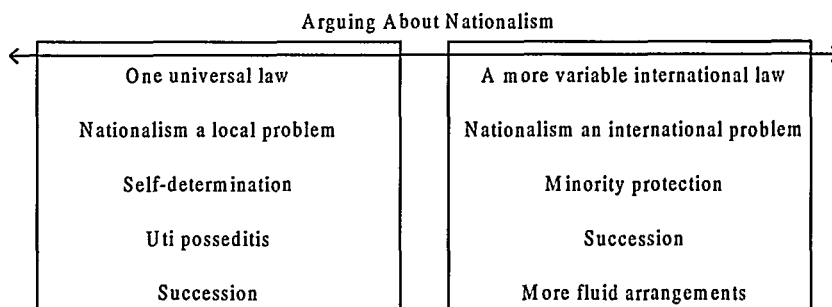 Arguing About Nationalism
One universal law
Nationalism a local problem
Self-determination
Uti posseditis
Succession
A more variable international law
Nationalism an international problem
Minority protection
Succession
More fluid arrangements